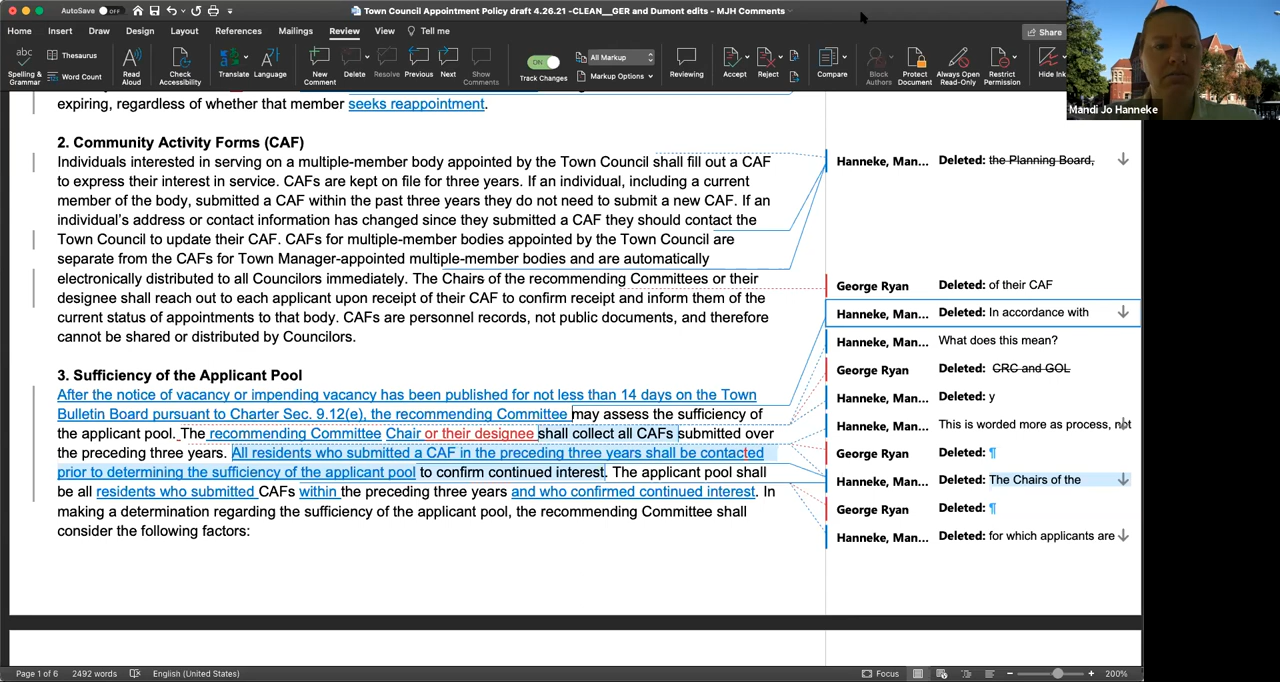 AutoSave OFF
Town Council Appointment Policy draft 4.26.21 -CLEAN__GER and Dumont edits - MJH Comments
Home Insert Draw Design Layout References Mailings Review View Tell me
Share
abc
Spelling & Grammar
Thesaurus
Word Count
Read Aloud
Check Accessibility
Translate
Language
New Comment
Delete
Resolve
Previous
Next
Show Comments
ON
Track Changes
All Markup
Markup Options
Reviewing
Accept
Reject
Compare
Block Authors
Protect Document
Always Open Read-Only
Restrict Permission
Hide Ink
Mandi Jo Hanneke
expiring, regardless of whether that member seeks reappointment.
2. Community Activity Forms (CAF)
Individuals interested in serving on a multiple-member body appointed by the Town Council shall fill out a CAF
to express their interest in service. CAFs are kept on file for three years. If an individual, including a current
member of the body, submitted a CAF within the past three years they do not need to submit a new CAF. If an
individual's address or contact information has changed since they submitted a CAF they should contact the
Town Council to update their CAF. CAFs for multiple-member bodies appointed by the Town Council are
separate from the CAFs for Town Manager-appointed multiple-member bodies and are automatically
electronically distributed to all Councilors immediately. The Chairs of the recommending Committees or their
designee shall reach out to each applicant upon receipt of their CAF to confirm receipt and inform them of the
current status of appointments to that body. CAFs are personnel records, not public documents, and therefore
cannot be shared or distributed by Councilors.
3. Sufficiency of the Applicant Pool
After the notice of vacancy or impending vacancy has been published for not less than 14 days on the Town
Bulletin Board pursuant to Charter Sec. 9.12(e), the recommending Committee may assess the sufficiency of
the applicant pool. The recommending Committee Chair or their designee shall collect all CAFs submitted over
the preceding three years. All residents who submitted a CAF in the preceding three years shall be contacted
prior to determining the sufficiency of the applicant pool to confirm continued interest. The applicant pool shall
be all residents who submitted CAFs within the preceding three years and who confirmed continued interest. In
making a determination regarding the sufficiency of the applicant pool, the recommending Committee shall
consider the following factors:
Hanneke, Man... Deleted: the Planning Board,
George Ryan Deleted: of their CAF
Hanneke, Man... Deleted: In accordance with
Hanneke, Man... What does this mean?
George Ryan Deleted: CRC and GOL
Hanneke, Man... Deleted: y
Hanneke, Man... This is worded more as process, not
George Ryan Deleted: ¶
Hanneke, Man... Deleted: The Chairs of the
George Ryan Deleted: ¶
Hanneke, Man... Deleted: for which applicants are
Page 1 of 6 2492 words English (United States) Focus 200%